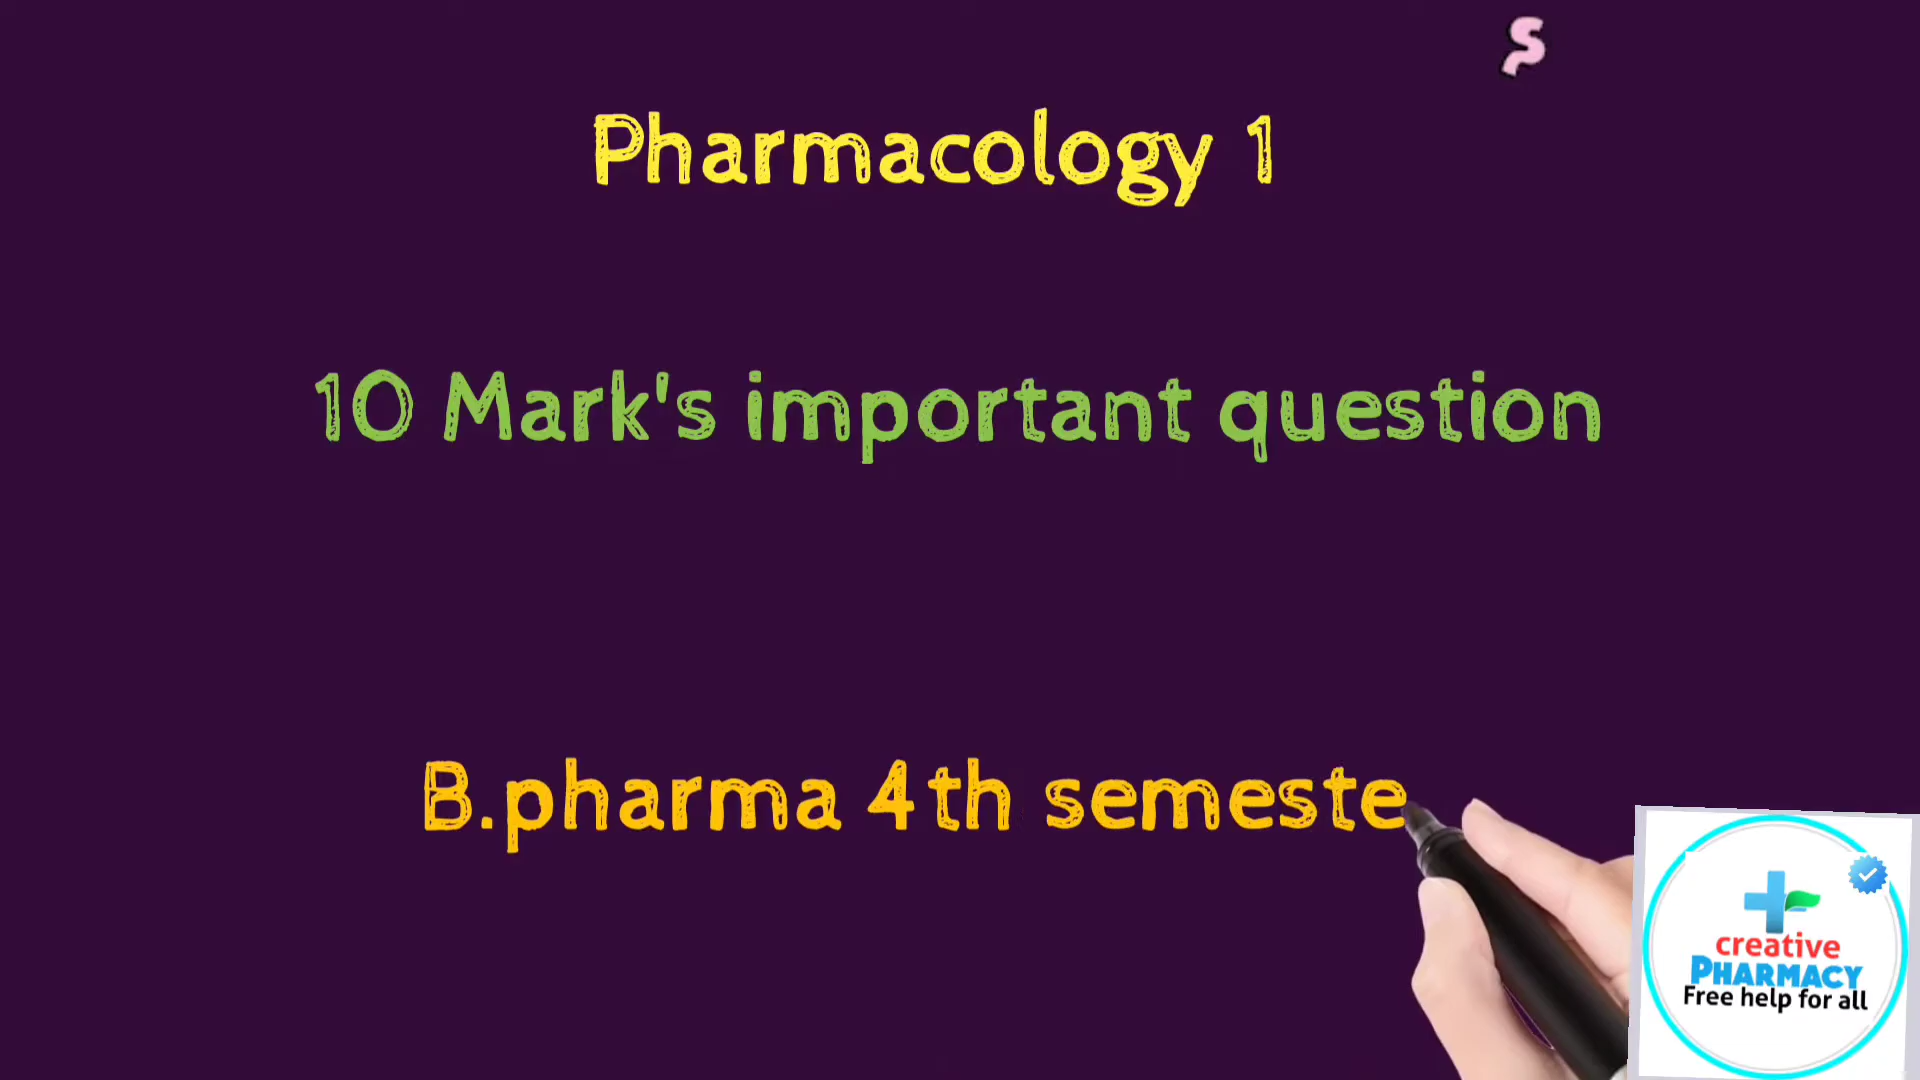 S
Pharmacology 1
10 Mark's important question
B.pharma 4th semeste
creative
PHARMACY
Free help for all